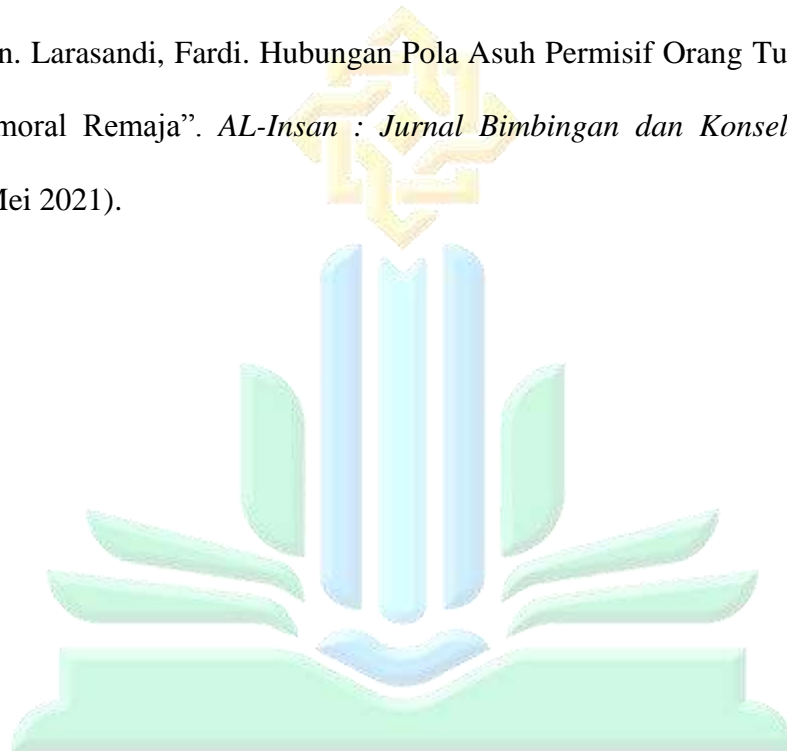 n. Larasandi, Fardi. Hubungan Pola Asuh Permisif Orang Tu
moral Remaja”. AL-Insan : Jurnal Bimbingan dan Konsel
Mei 2021).